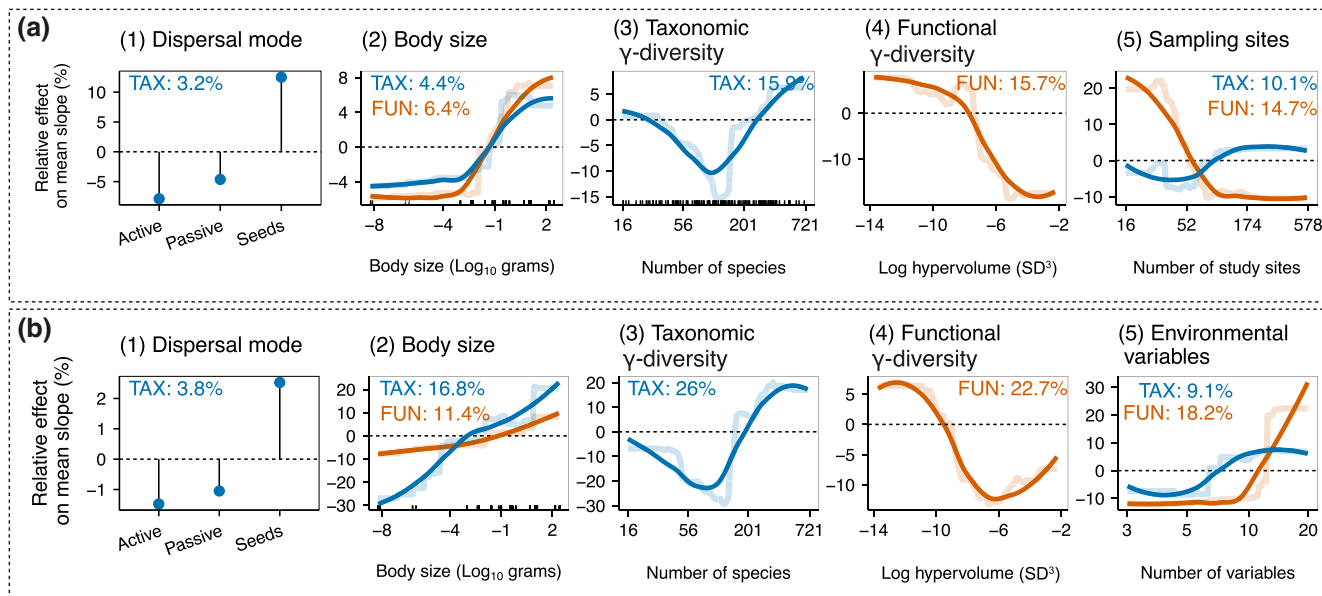 (a)
(1) Dispersal mode
(2) Body size
(3) Taxonomic
γ-diversity
(4) Functional
γ-diversity
(5) Sampling sites
Relative effect
on mean slope (%)
10
0
−5
TAX: 3.2%
Active
Passive
Seeds
8
4
0
−4
TAX: 4.4%
FUN: 6.4%
−8
−4
−1
2
Body size (Log₁₀ grams)
5
0
−5
−10
−15
TAX: 15.9%
16
56
201
721
Number of species
0
−10
FUN: 15.7%
−14
−10
−6
−2
Log hypervolume (SD³)
20
10
0
−10
TAX: 10.1%
FUN: 14.7%
16
52
174
578
Number of study sites
(b)
(1) Dispersal mode
(2) Body size
(3) Taxonomic
γ-diversity
(4) Functional
γ-diversity
(5) Environmental
variables
Relative effect
on mean slope (%)
2
1
0
−1
TAX: 3.8%
Active
Passive
Seeds
20
10
0
−10
−20
−30
TAX: 16.8%
FUN: 11.4%
−8
−4
−1
2
Body size (Log₁₀ grams)
20
10
0
−10
−20
−30
TAX: 26%
16
56
201
721
Number of species
5
0
−5
−10
FUN: 22.7%
−14
−10
−6
−2
Log hypervolume (SD³)
30
20
10
0
−10
TAX: 9.1%
FUN: 18.2%
3
5
10
20
Number of variables